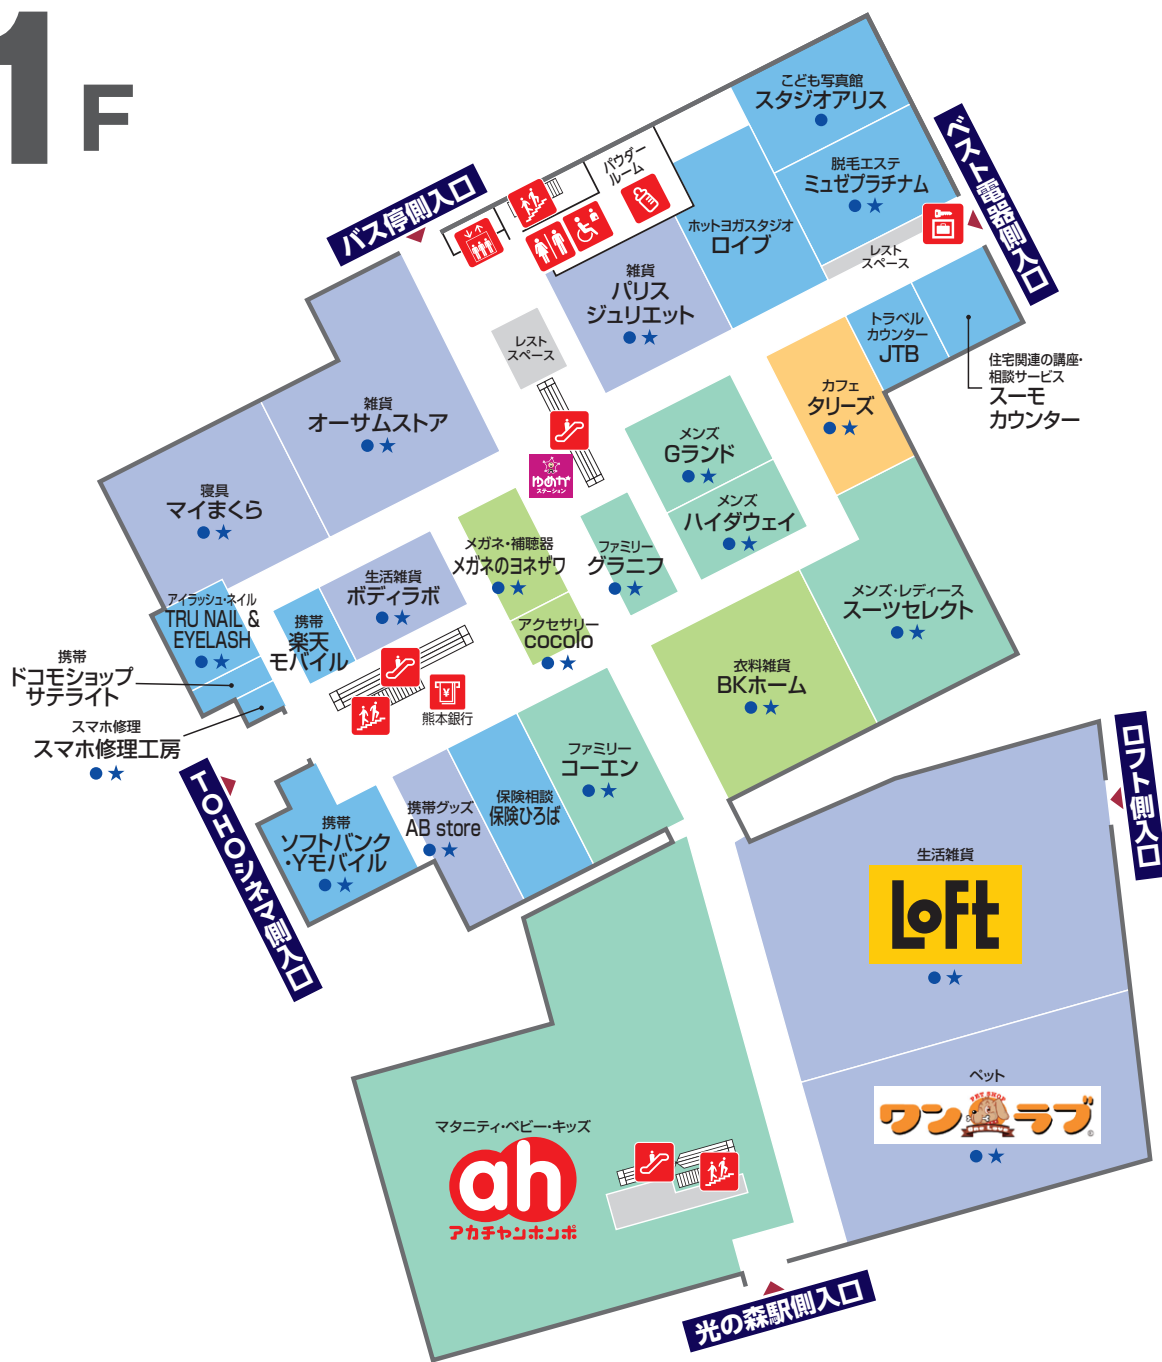 1F
こども写真館
スタジオアリス
脱毛エステ
ミュゼプラチナム
ベスト電器側入口
パウダー
ルーム
バス停側入口
ホットヨガスタジオ
ロイブ
レスト
スペース
雑貨
パリス
ジュリエット
レスト
スペース
トラベル
カウンター
JTB
住宅関連の講座・
相談サービス
スーモ
カウンター
カフェ
タリーズ
雑貨
オーサムストア
メンズ
Gランド
ゆめか
ステーション
寝具
マイまくら
メンズ
ハイダウェイ
メガネ・補聴器
メガネのヨネザワ
ファミリー
グラニフ
生活雑貨
ボディラボ
メンズ・レディース
スーツセレクト
アイラッシュ・ネイル
TRU NAIL &
EYELASH
携帯
楽天
モバイル
アクセサリー
cocolo
携帯
ドコモショップ
サテライト
衣料雑貨
BKホーム
¥
熊本銀行
スマホ修理
スマホ修理工房
ファミリー
コーエン
TOHOシネマ側入口
ロフト側入口
保険相談
保険ひろば
携帯グッズ
AB store
携帯
ソフトバンク
・Yモバイル
生活雑貨
LoFt
ペット
PET SHOP
ワンラブ
マタニティ・ベビー・キッズ
ah
アカチャンホンポ
光の森駅側入口